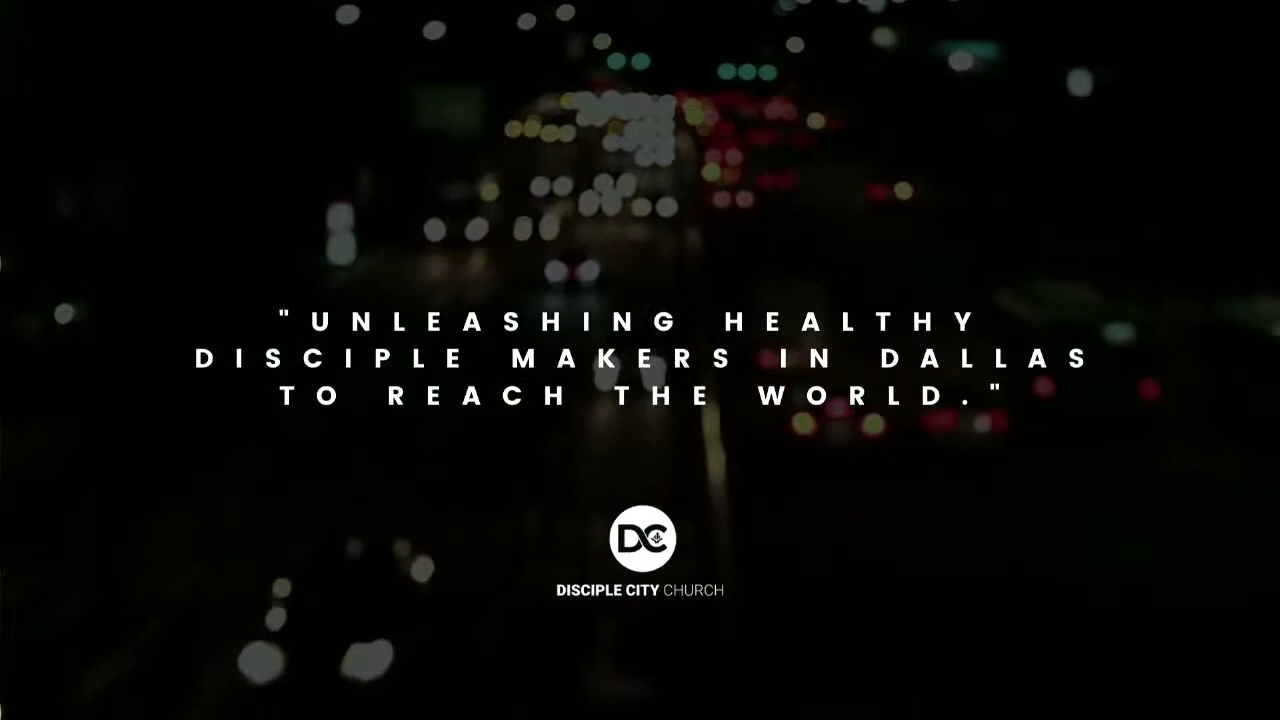 "UNLEASHING HEALTHY
DISCIPLE MAKERS IN DALLAS
TO REACH THE WORLD."
DC
DISCIPLE CITY CHURCH